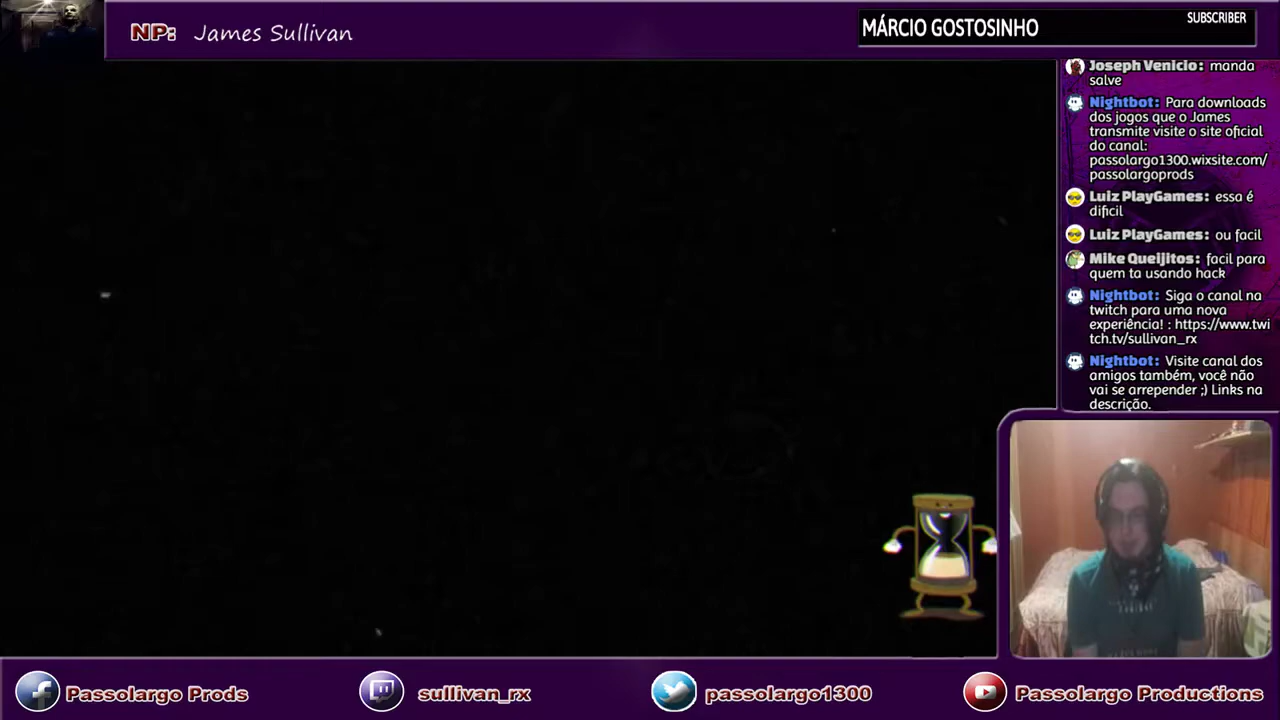 NP: James Sullivan
SUBSCRIBER
MÁRCIO GOSTOSINHO
Joseph Venicio: manda
salve
Nightbot: Para downloads
dos jogos que o James
transmite visite o site oficial
do canal:
passolargo1300.wixsite.com/
passolargoprods
Luiz PlayGames: essa é
dificil
Luiz PlayGames: ou facil
Mike Queijitos: facil para
quem ta usando hack
Nightbot: Siga o canal na
twitch para uma nova
experiência! : https://www.twi
tch.tv/sullivan_rx
Nightbot: Visite canal dos
amigos também, você não
vai se arrepender ;) Links na
descrição.
Passolargo Prods
sullivan_rx
passolargo1300
Passolargo Productions